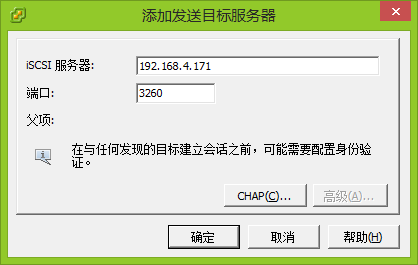 添加发送目标服务器
iSCSI 服务器:
192.168.4.171
端口:
3260
父项:
在与任何发现的目标建立会话之前，可能需要配置身份验
证。
CHAP(C)...
高级(A)...
确定
取消
帮助(H)